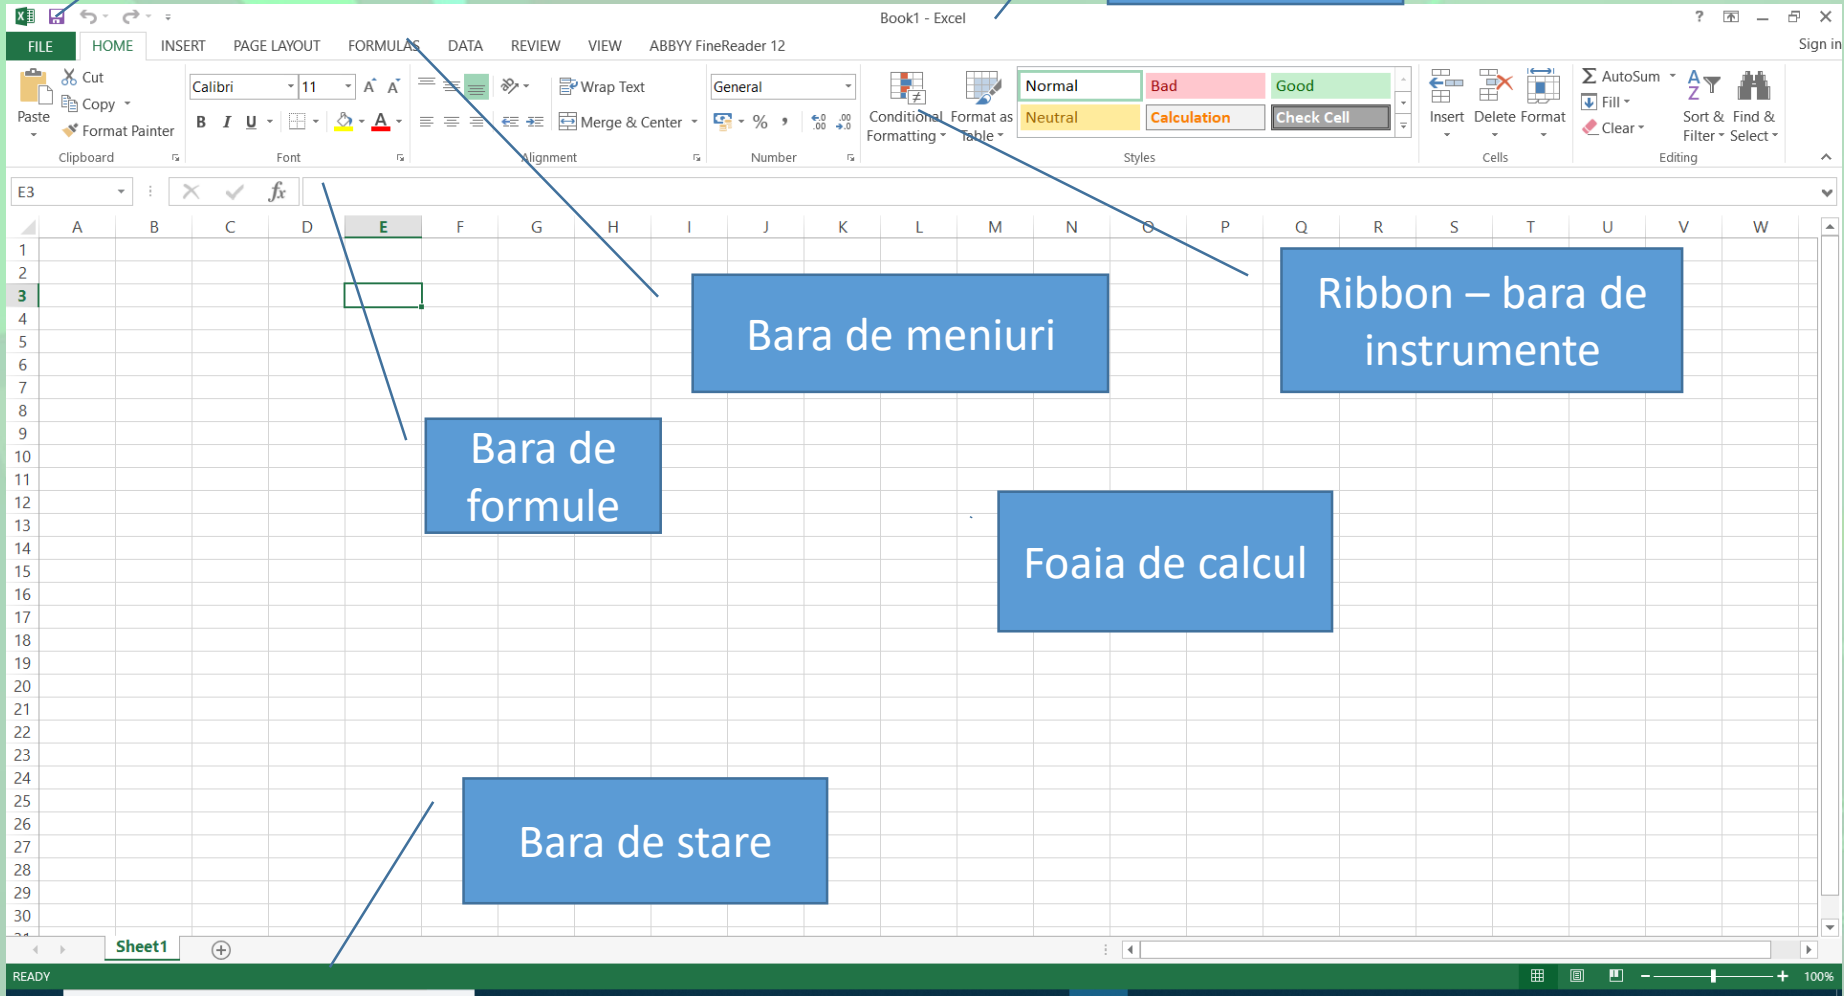 Book1 - Excel
?
FILE HOME INSERT PAGE LAYOUT FORMULAS DATA REVIEW VIEW ABBYY FineReader 12 Sign in
Paste
Cut
Copy
Format Painter
Clipboard
Calibri 11 A A
B I U A
Font
Wrap Text
Merge & Center
Alignment
General
% , .0 .00 .00 .0
Number
Conditional Formatting
Format as Table
Normal Bad Good
Neutral Calculation Check Cell
Styles
Insert Delete Format
Cells
AutoSum
Fill
Clear
Sort & Filter
Find & Select
Editing
E3 fx
A B C D E F G H I J K L M N O P Q R S T U V W
1
2
3
4
5
6
7
8
9
10
11
12
13
14
15
16
17
18
19
20
21
22
23
24
25
26
27
28
29
30
Bara de meniuri
Ribbon – bara de
instrumente
Bara de
formule
Foaia de calcul
Bara de stare
Sheet1
READY 100%